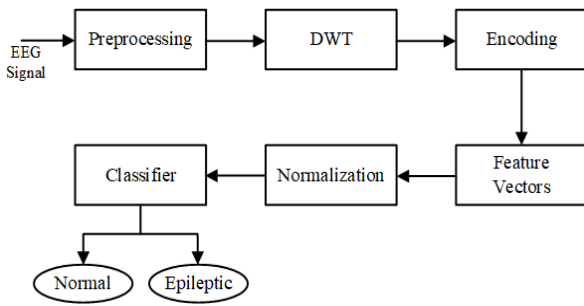 EEG
Signal
Preprocessing
DWT
Encoding
Feature
Vectors
Normalization
Classifier
Normal
Epileptic